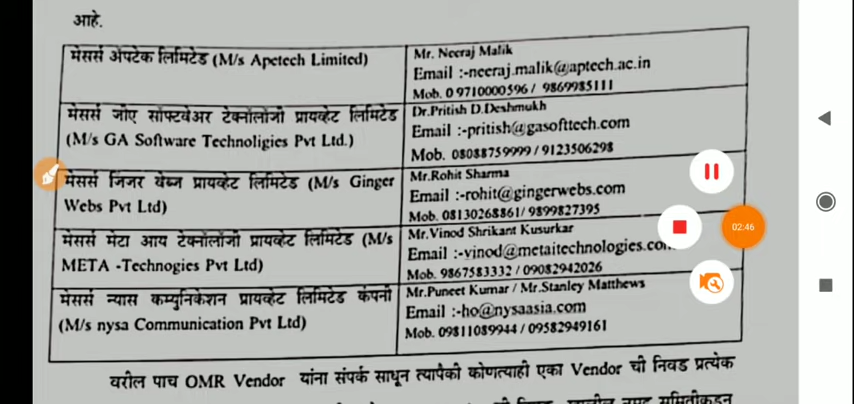 आहे.
मेसर्स ॲपटेक लिमिटेड (M/s Apetech Limited)
Mr. Neeraj Malik
Email :-neeraj.malik@aptech.ac.in
Mob. 0 9710000596 / 9869985111
मेसर्स जीए सॉफ्टवेअर टेक्नॉलॉजी प्रायव्हेट लिमिटेड
(M/s GA Software Technoligies Pvt Ltd.)
Dr.Pritish D.Deshmukh
Email :-pritish@gasofttech.com
Mob. 08088759999 / 9123506298
मेसर्स जिंजर वेब्ज प्रायव्हेट लिमिटेड (M/s Ginger
Webs Pvt Ltd)
Mr.Rohit Sharma
Email :-rohit@gingerwebs.com
Mob. 08130268861/ 9899827395
मेसर्स मेटा आय टेक्नॉलॉजी प्रायव्हेट लिमिटेड (M/s
META -Technogies Pvt Ltd)
Mr.Vinod Shrikant Kusurkar
Email :-vinod@metaitechnologies.com
Mob. 9867583332 / 09082942026
मेसर्स न्यास कम्युनिकेशन प्रायव्हेट लिमिटेड कंपनी
(M/s nysa Communication Pvt Ltd)
Mr.Puneet Kumar / Mr.Stanley Matthews
Email :-ho@nysaasia.com
Mob. 09811089944 / 09582949161
02:46
वरील पाच OMR Vendor यांना संपर्क साधून त्यापैकी कोणत्याही एका Vendor ची निवड प्रत्येक